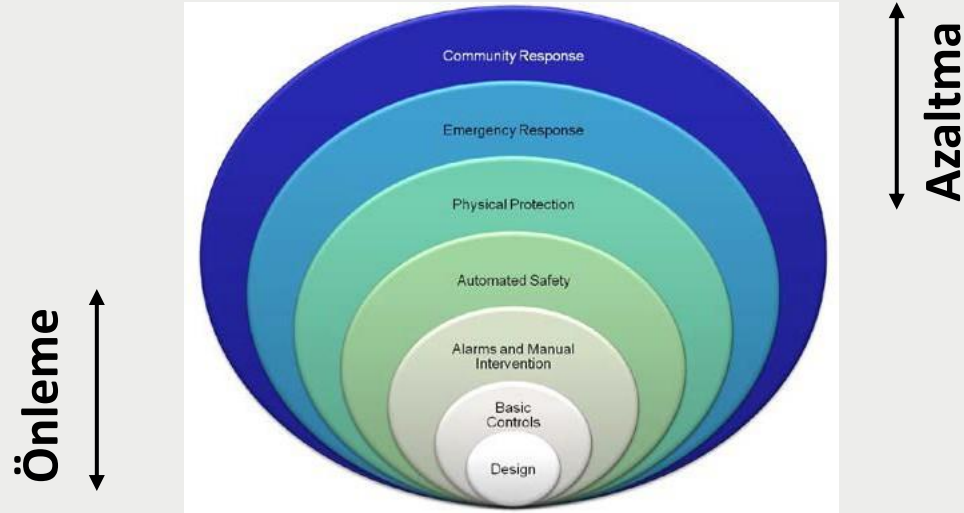 Community Response
Emergency Response
Physical Protection
Automated Safety
Alarms and Manual
Intervention
Basic
Controls
Design
Önleme
Azaltma